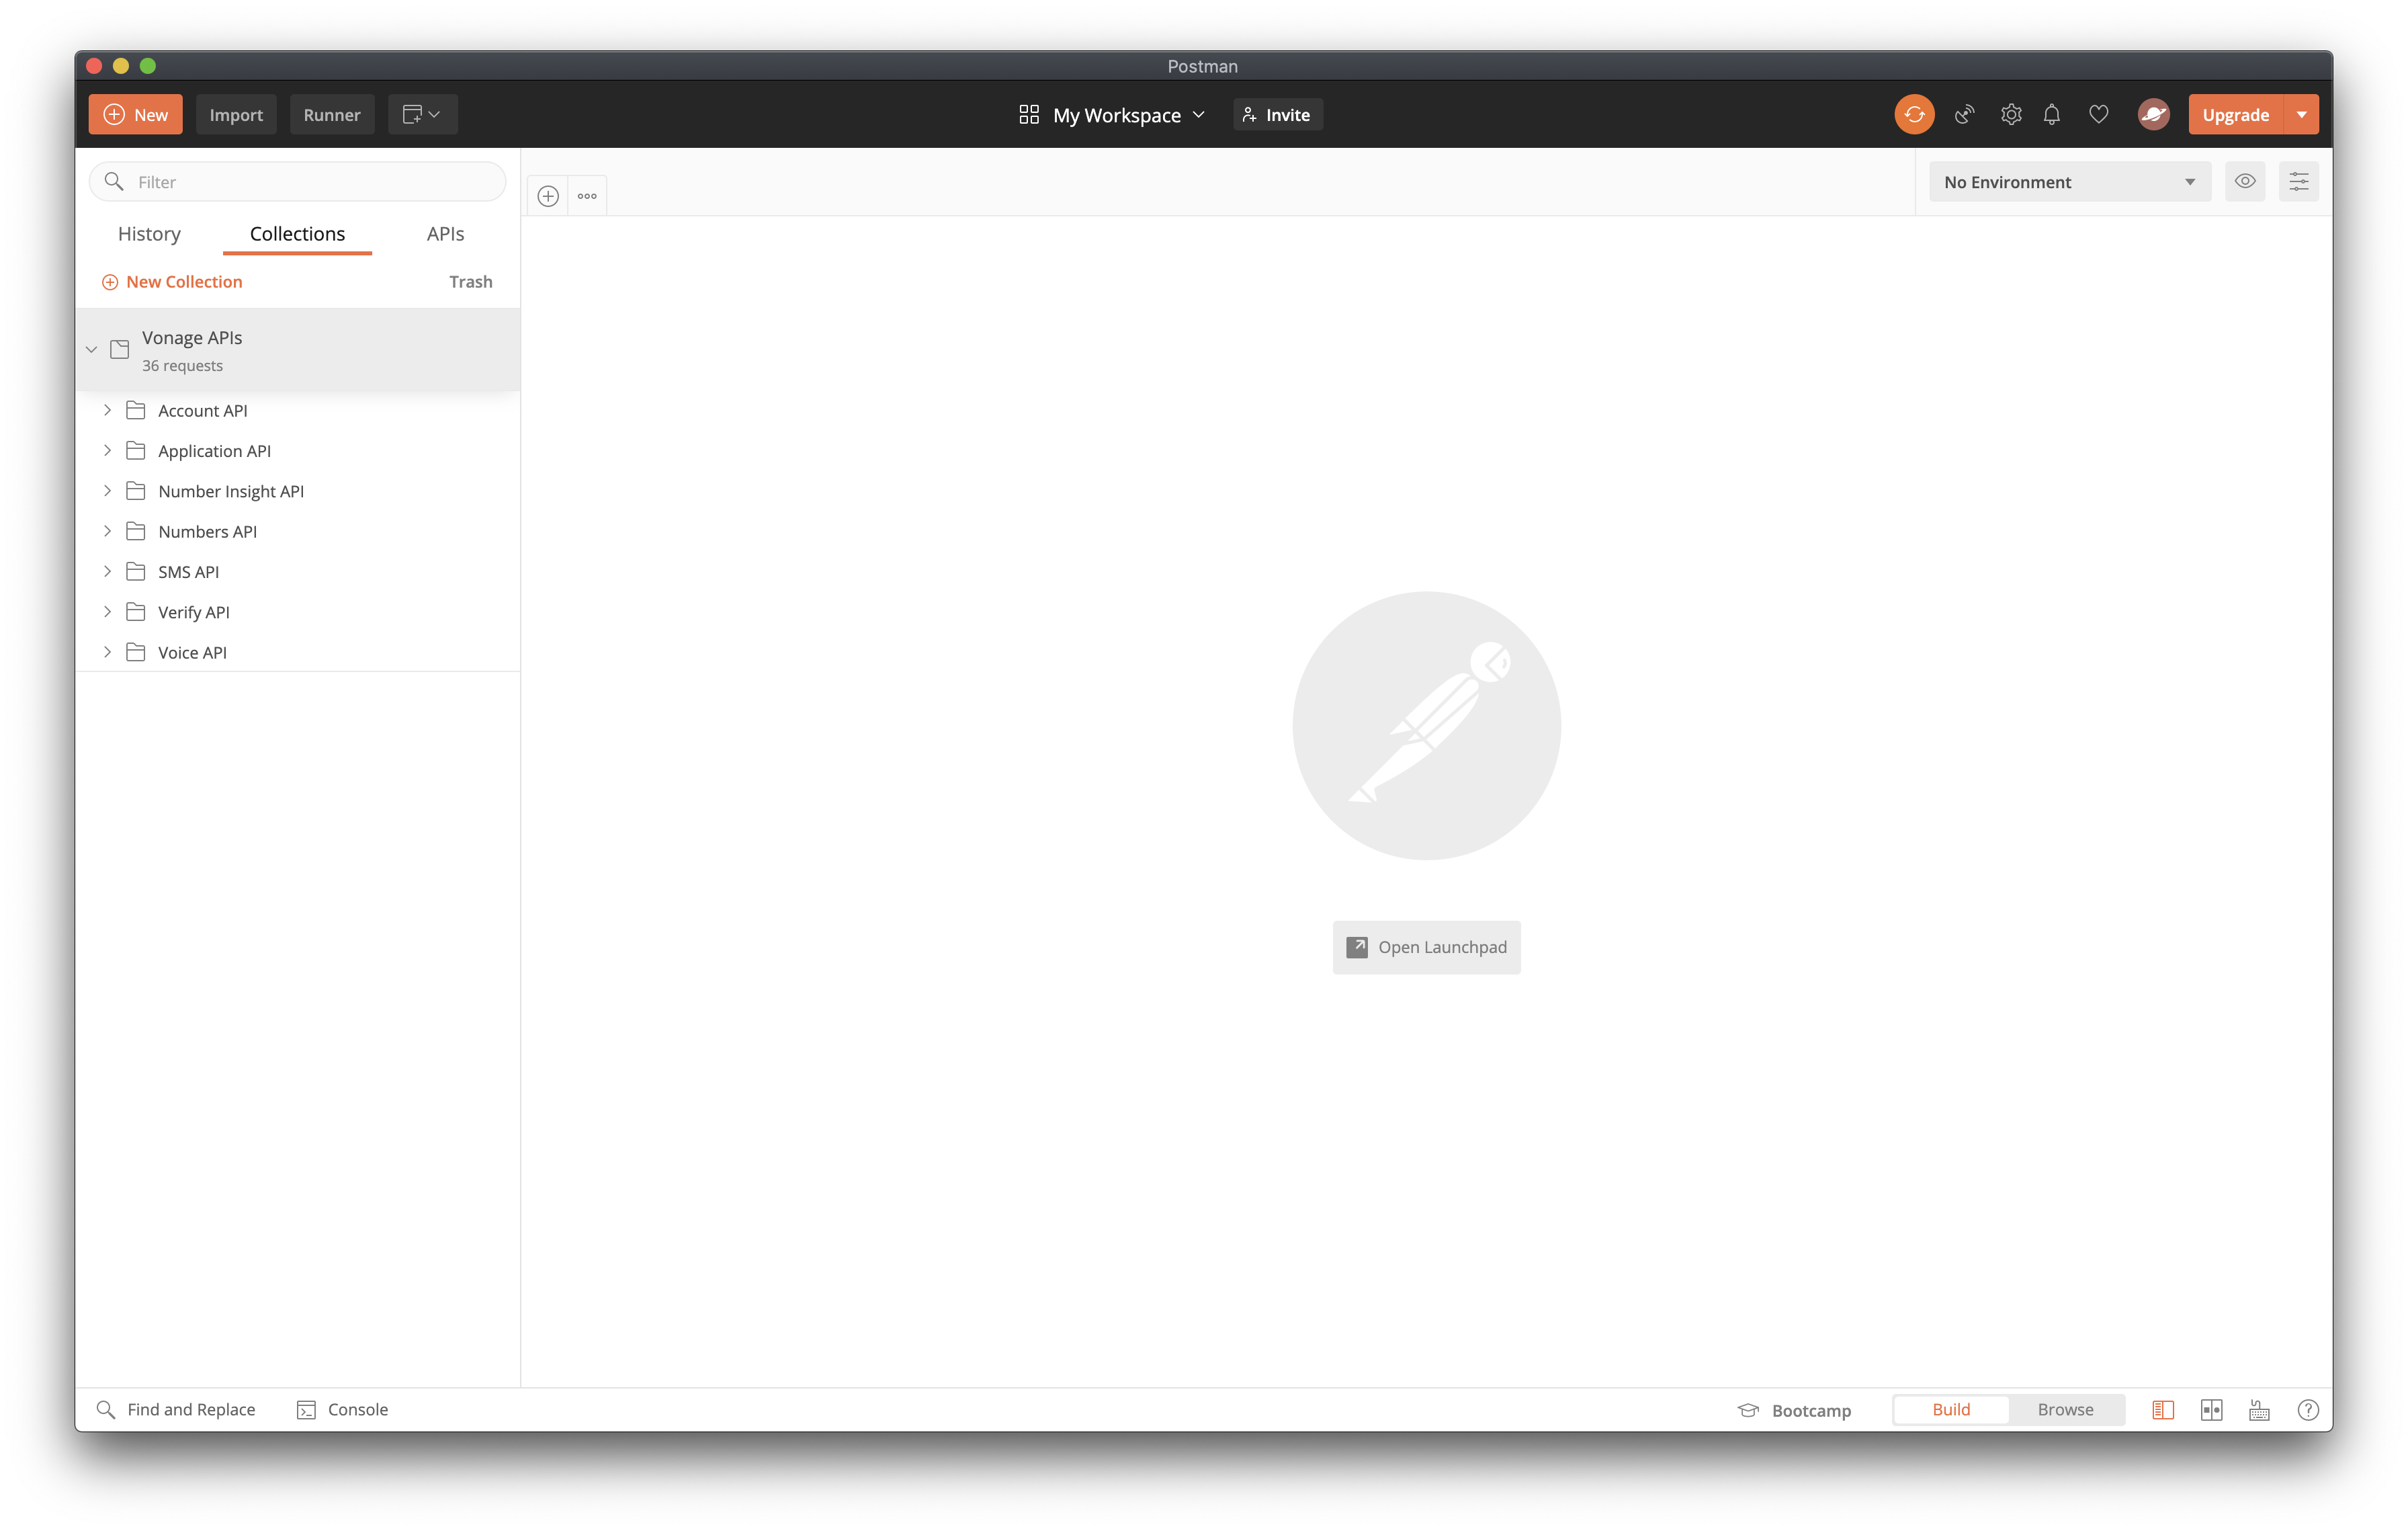 Postman
New Import Runner My Workspace Invite Upgrade
Filter
No Environment
History Collections APIs
New Collection Trash
Vonage APIs
36 requests
Account API
Application API
Number Insight API
Numbers API
SMS API
Verify API
Voice API
Open Launchpad
Find and Replace Console Bootcamp Build Browse